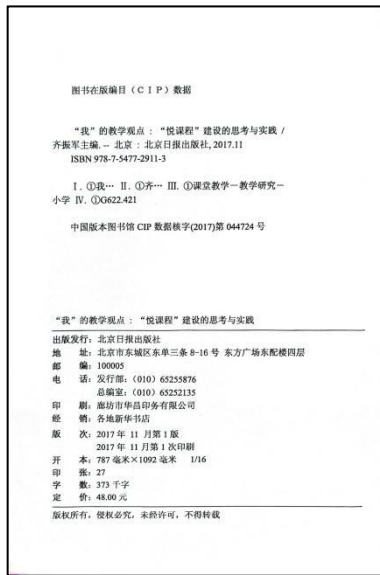 图书在版编目(CIP)数据
“我”的教学观点：“悦课程”建设的思考与实践 /
齐振军主编. -- 北京：北京日报出版社, 2017.11
ISBN 978-7-5477-2911-3
Ⅰ. ①我… Ⅱ. ①齐… Ⅲ. ①课堂教学－教学研究－
小学 Ⅳ. ①G622.421
中国版本图书馆 CIP 数据核字(2017)第 044724 号
“我”的教学观点：“悦课程”建设的思考与实践
出版发行：北京日报出版社
地 址：北京市东城区东单三条 8-16 号 东方广场东配楼四层
邮 编：100005
电 话：发行部：(010) 65255876
总编室：(010) 65252135
印 刷：廊坊市华昌印务有限公司
经 销：各地新华书店
版 次：2017 年 11 月第 1 版
2017 年 11 月第 1 次印刷
开 本：787 毫米×1092 毫米 1/16
印 张：27
字 数：373 千字
定 价：48.00 元
版权所有，侵权必究，未经许可，不得转载